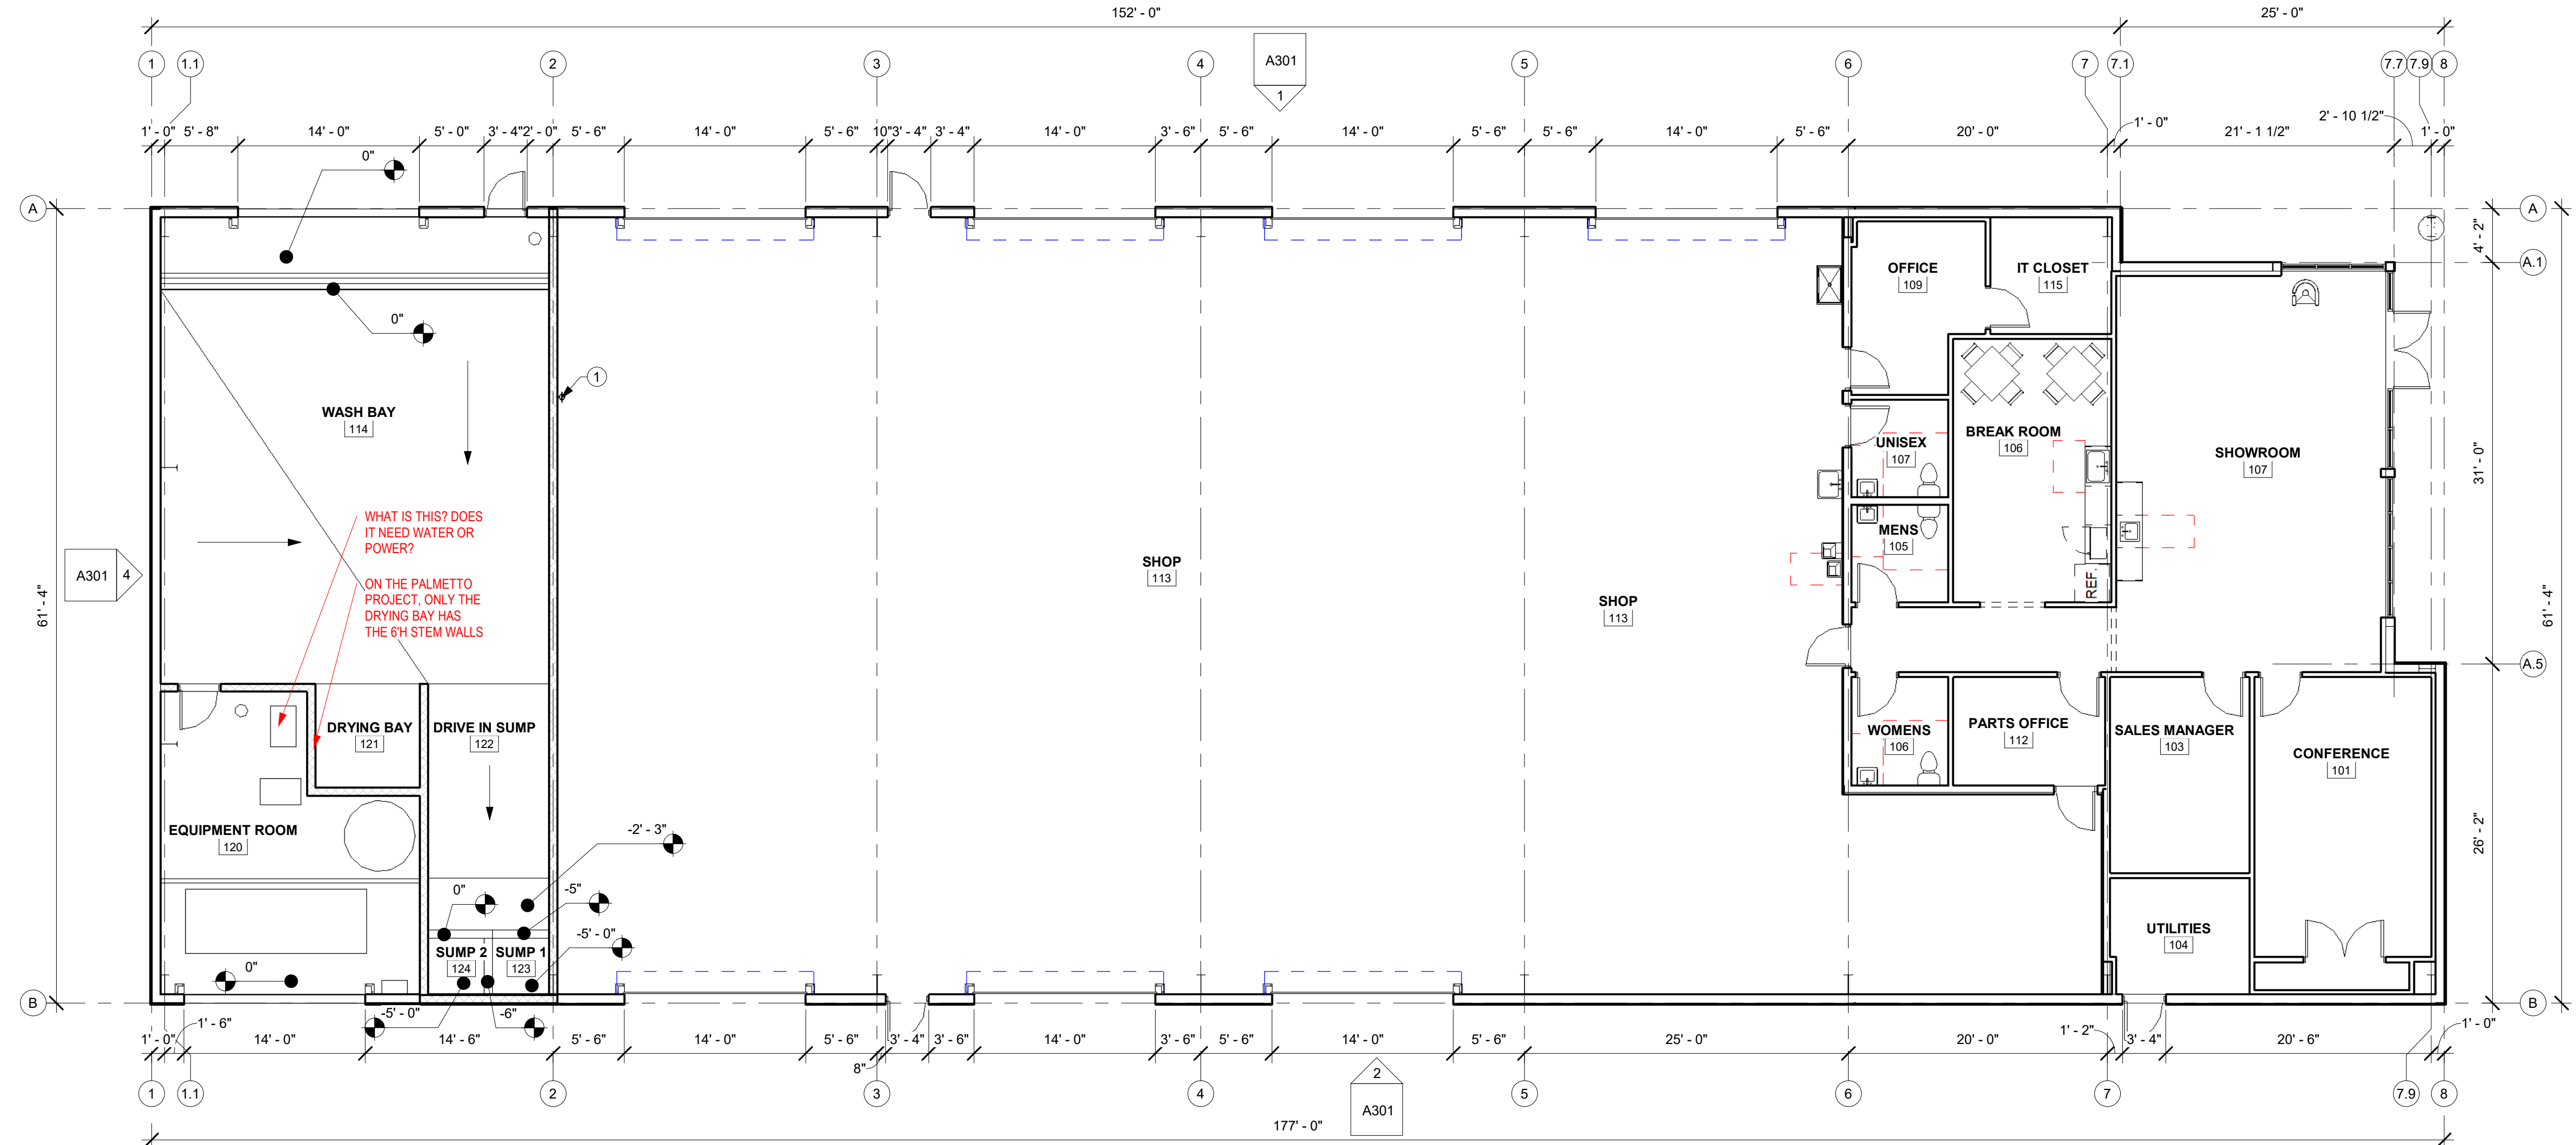 152' - 0"
25' - 0"
1
1.1
2
3
4
5
6
7
7.1
7.7
7.9
8
A301
1
1' - 0"
5' - 8"
14' - 0"
5' - 0"
3' - 4"
2' - 0"
5' - 6"
14' - 0"
5' - 6"
10"
3' - 4"
3' - 4"
14' - 0"
3' - 6"
5' - 6"
14' - 0"
5' - 6"
5' - 6"
14' - 0"
5' - 6"
20' - 0"
1' - 0"
21' - 1 1/2"
2' - 10 1/2"
1' - 0"
0"
A
A
4' - 2"
A.1
OFFICE
109
IT CLOSET
115
0"
1
WASH BAY
114
UNISEX
107
BREAK ROOM
106
SHOWROOM
107
31' - 0"
WHAT IS THIS? DOES
IT NEED WATER OR
POWER?
MENS
105
A301
4
61' - 4"
SHOP
113
ON THE PALMETTO
PROJECT, ONLY THE
DRYING BAY HAS
THE 6'H STEM WALLS
SHOP
113
REF.
61' - 4"
A.5
DRYING BAY
121
DRIVE IN SUMP
122
WOMENS
106
PARTS OFFICE
112
SALES MANAGER
103
CONFERENCE
101
EQUIPMENT ROOM
120
-2' - 3"
26' - 2"
0"
-5"
-5' - 0"
UTILITIES
104
SUMP 2
124
SUMP 1
123
0"
B
B
-5' - 0"
-6"
1' - 0"
1' - 6"
14' - 0"
14' - 6"
5' - 6"
14' - 0"
5' - 6"
8"
3' - 4"
3' - 6"
14' - 0"
3' - 6"
5' - 6"
14' - 0"
5' - 6"
25' - 0"
20' - 0"
1' - 2"
3' - 4"
20' - 6"
1' - 0"
1
1.1
2
3
4
2
A301
5
6
7
7.9
8
177' - 0"